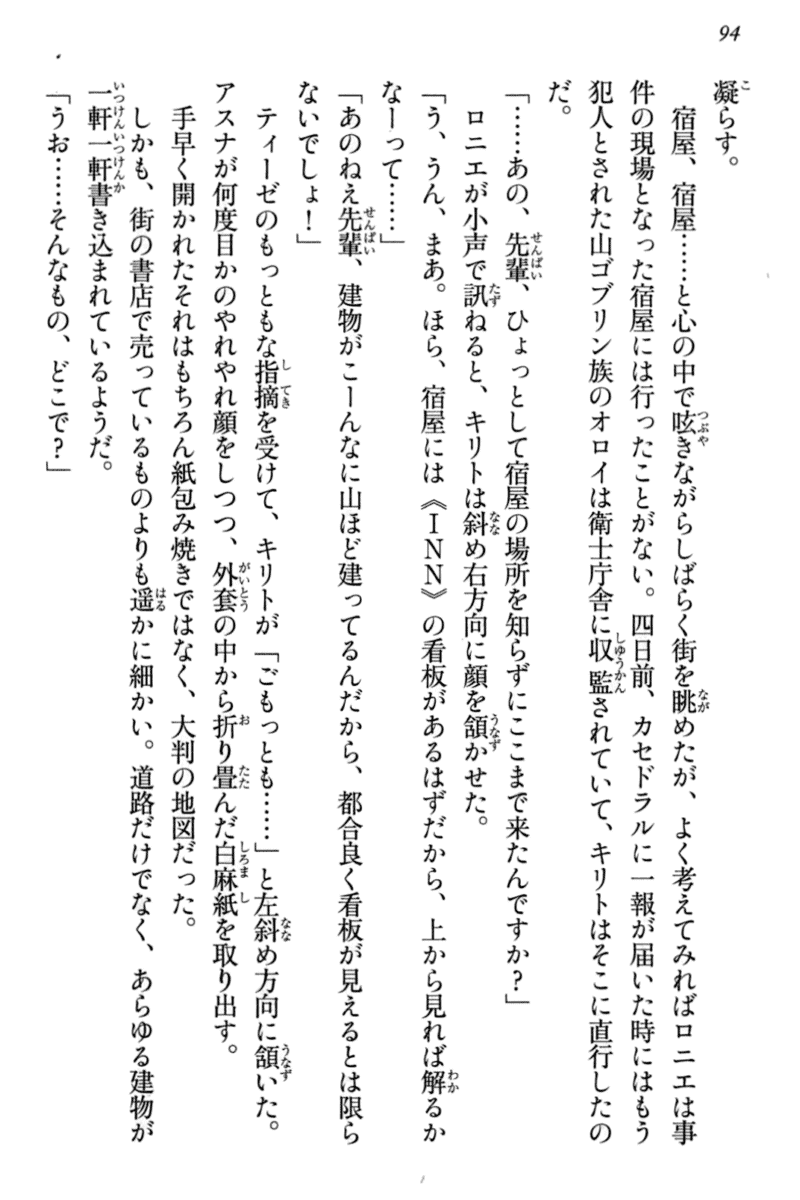 94
凝らす。
宿屋、宿屋……と心の中で呟きながらしばらく街を眺めたが、よく考えてみればロニエは事
件の現場となった宿屋には行ったことがない。四日前、カセドラルに一報が届いた時にはもう
犯人とされた山ゴブリン族のオロイは衛士庁舎に収監されていて、キリトはそこに直行したの
だ。
「……あの、先輩、ひょっとして宿屋の場所を知らずにここまで来たんですか？」
ロニエが小声で訊ねると、キリトは斜め右方向に顔を頷かせた。
「う、うん、まあ。ほら、宿屋には《ＩＮＮ》の看板があるはずだから、上から見れば解るか
なーって……」
「あのねえ先輩、建物がこーんなに山ほど建ってるんだから、都合良く看板が見えるとは限ら
ないでしょ！」
ティーゼのもっともな指摘を受けて、キリトが「ごもっとも……」と左斜め方向に頷いた。
アスナが何度目かのやれやれ顔をしつつ、外套の中から折り畳んだ白麻紙を取り出す。
手早く開かれたそれはもちろん紙包み焼きではなく、大判の地図だった。
しかも、街の書店で売っているものよりも遥かに細かい。道路だけでなく、あらゆる建物が
一軒一軒書き込まれているようだ。
「うお……そんなもの、どこで？」